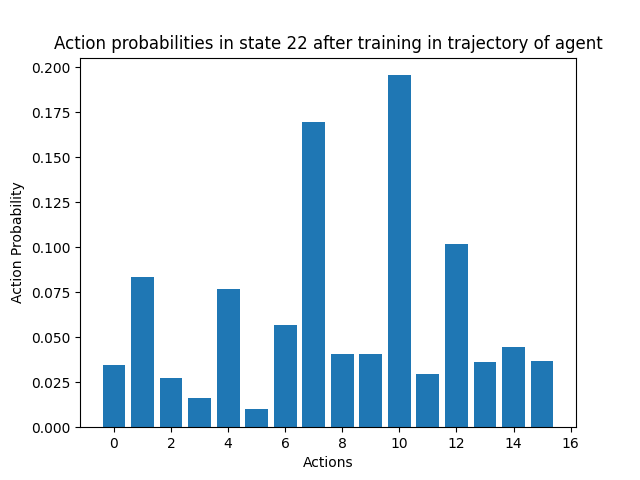 Action probabilities in state 22 after training in trajectory of agent
0.200
0.175
0.150
0.125
0.100
0.075
0.050
0.025
0.000
Action Probability
0 2 4 6 8 10 12 14 16
Actions